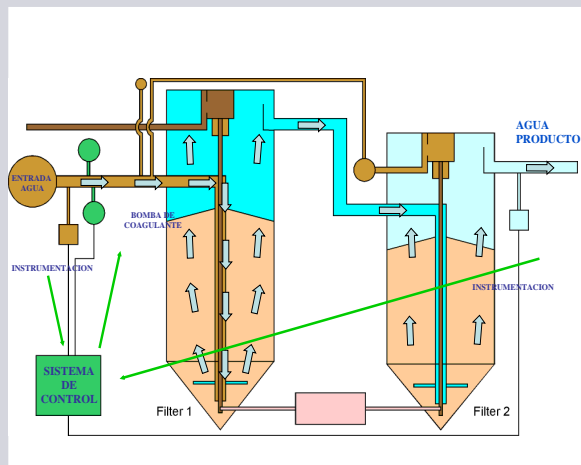 AGUA
PRODUCTO
ENTRADA
AGUA
BOMBA DE
COAGULANTE
INSTRUMENTACION
INSTRUMENTACION
SISTEMA
DE
CONTROL
Filter 1
Filter 2